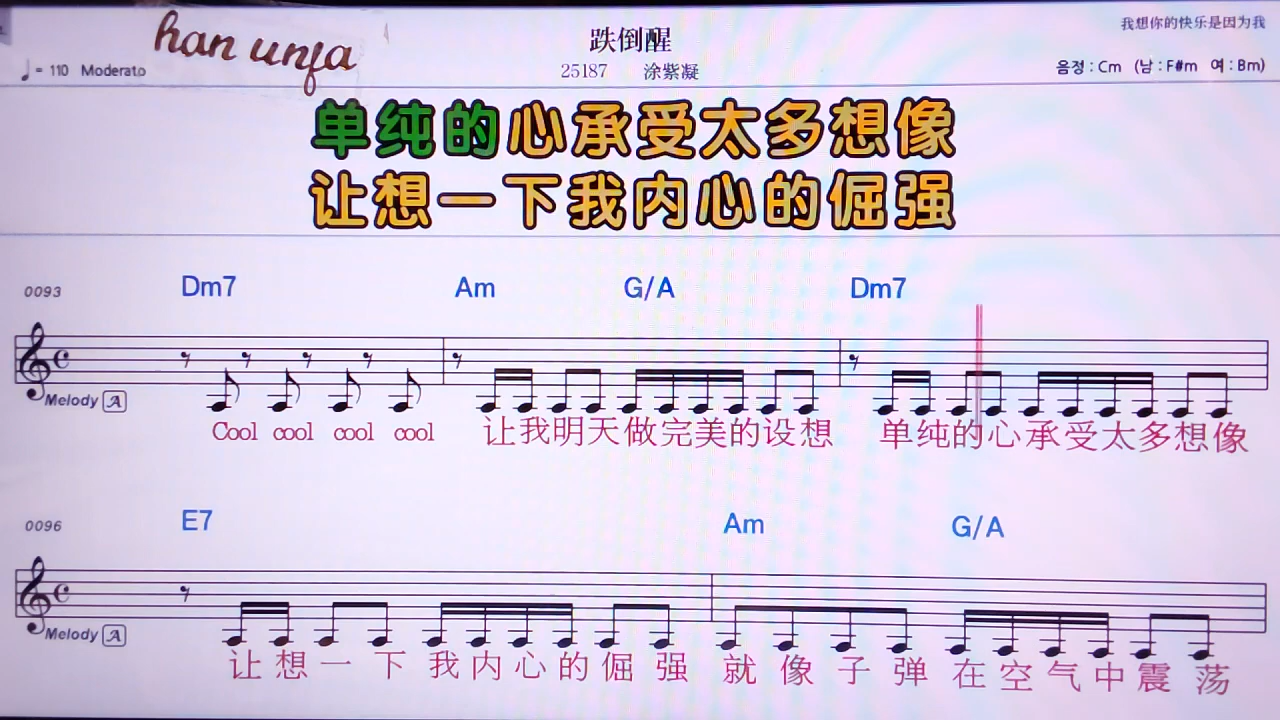 han unfa
跌倒醒
我想你的快乐是因为我
♩= 110 Moderato
25187 涂紫凝
음정 : Cm (남 : F#m 여 : Bm)
单纯的心承受太多想像
让想一下我内心的倔强
0093 Dm7 Am G/A Dm7
Melody A
Cool cool cool cool 让我明天做完美的设想 单纯的心承受太多想像
0096 E7 Am G/A
Melody A
让想一下我内心的倔强 就像子弹在空气中震荡